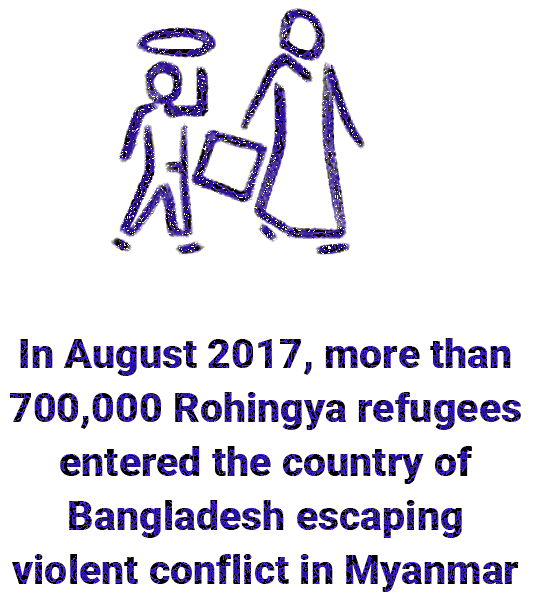 In August 2017, more than
700,000 Rohingya refugees
entered the country of
Bangladesh escaping
violent conflict in Myanmar